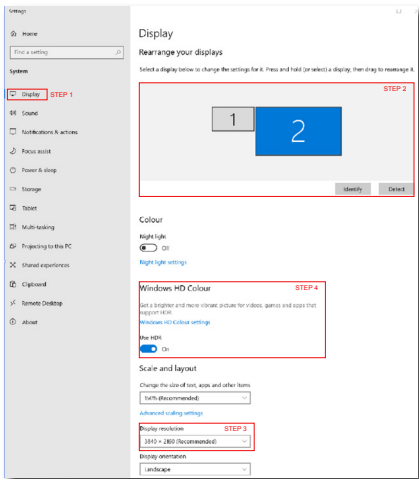 Settings
Home
Find a setting
System
Display
STEP 1
Sound
Notifications & actions
Focus assist
Power & sleep
Storage
Tablet
Multi-tasking
Projecting to this PC
Shared experiences
Clipboard
Remote Desktop
About
Display
Rearrange your displays
Select a display below to change the settings for it. Press and hold (or select) a display, then drag to rearrange it.
STEP 2
1
2
Identify
Detect
Colour
Night light
Off
Night light settings
Windows HD Colour
STEP 4
Get a brighter and more vibrant picture for videos, games and apps that
support HDR.
Windows HD Colour settings
Use HDR
On
Scale and layout
Change the size of text, apps and other items
150% (Recommended)
Advanced scaling settings
Display resolution
STEP 3
3840 × 2160 (Recommended)
Display orientation
Landscape